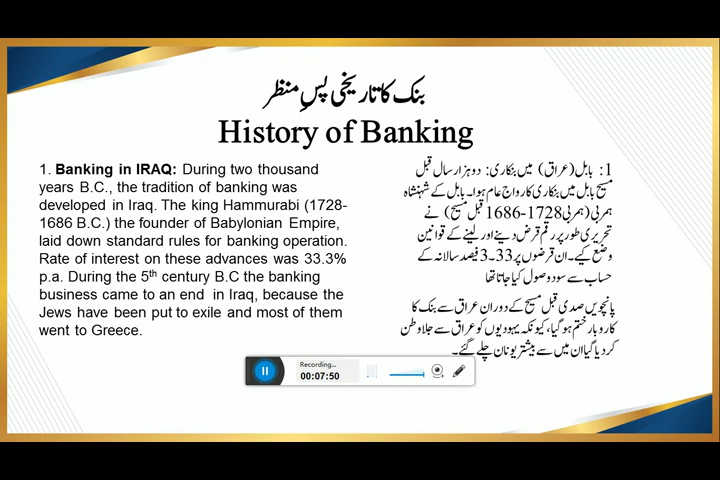 بنک کا تاریخی پسِ منظر
History of Banking
1. Banking in IRAQ: During two thousand
years B.C., the tradition of banking was
developed in Iraq. The king Hammurabi (1728-
1686 B.C.) the founder of Babylonian Empire,
laid down standard rules for banking operation.
Rate of interest on these advances was 33.3%
p.a. During the 5th century B.C the banking
business came to an end in Iraq, because the
Jews have been put to exile and most of them
went to Greece.
1: بابل (عراق) میں بنکاری: دو ہزار سال قبل
مسیح بابل میں بنکاری کا رواج عام ہوا۔ بابل کے شہنشاہ
ہمربی (ہمربی 1728-1686 قبل مسیح) نے
تحریری طور پر رقم قرض دینے اور لینے کے قوانین
وضع کیے۔ ان قرضوں پر 33۔3 فیصد سالانہ کے
حساب سے سود وصول کیا جاتا تھا
پانچویں صدی قبل مسیح کے دوران عراق سے بنک کا
کاروبار ختم ہو گیا، کیونکہ یہودیوں کو عراق سے جلا وطن
کر دیا گیا ان میں سے بیشتر یونان چلے گئے۔
Recording...
00:07:50